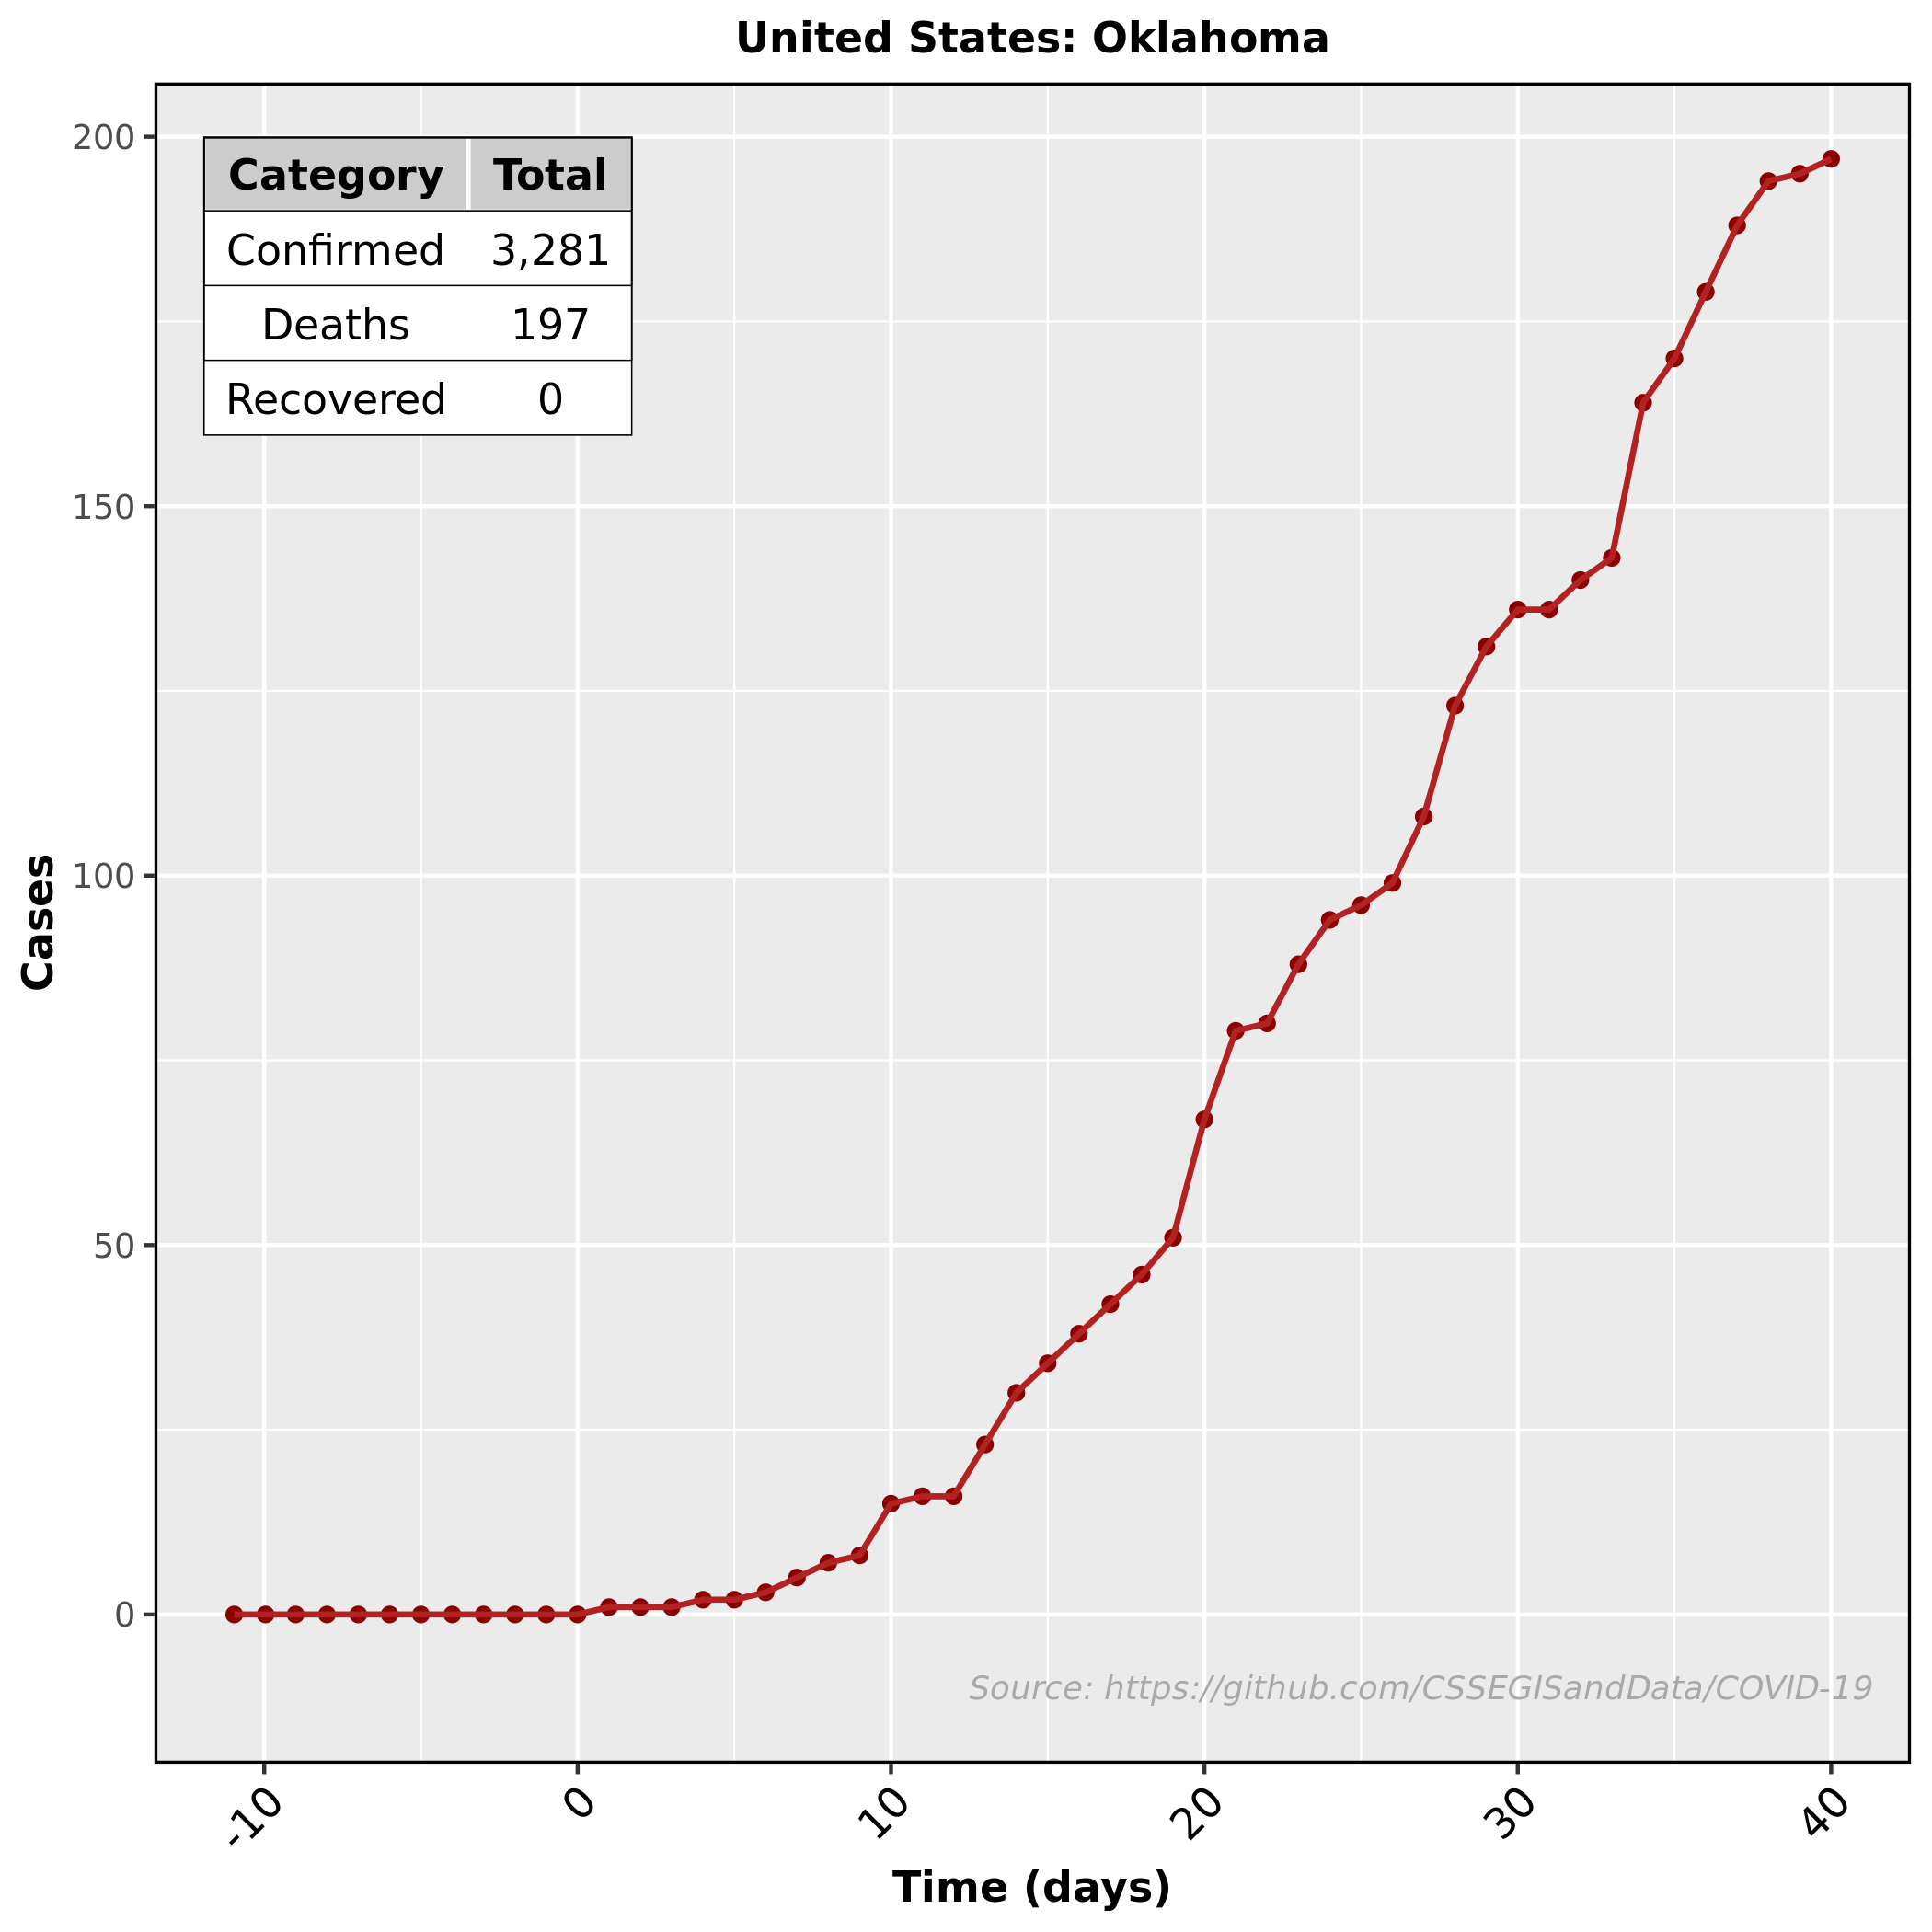 United States: Oklahoma
Category Total
Confirmed 3,281
Deaths 197
Recovered 0
200
150
100
50
0
Cases
Source: https://github.com/CSSEGISandData/COVID-19
-10 0 10 20 30 40
Time (days)